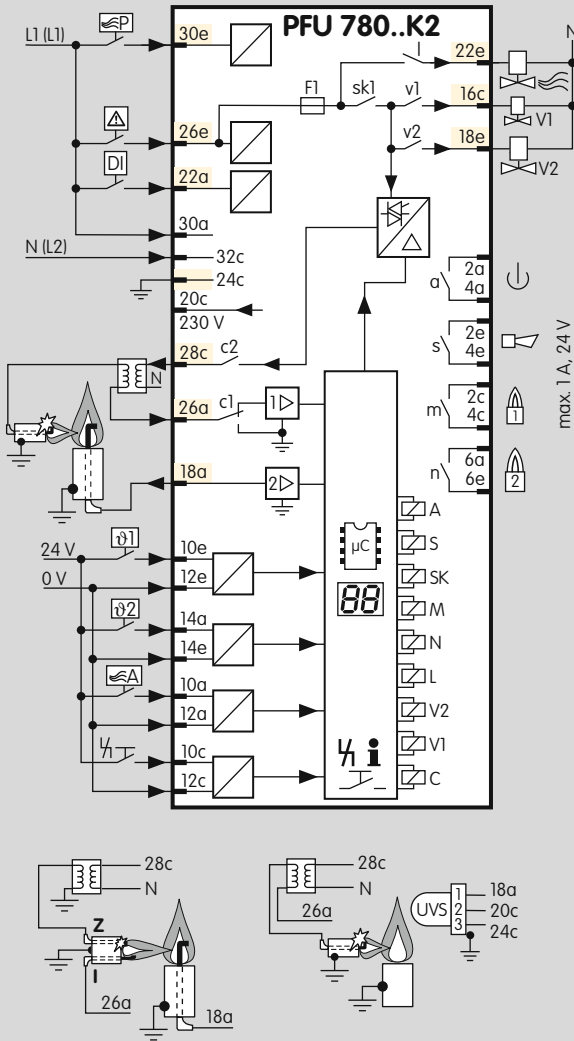 PFU 780..K2
L1 (L1)
P
30e
I
22e
N
F1
sk1
v1
16c
V1
26e
v2
18e
V2
DI
22a
30a
N (L2)
32c
24c
20c
230 V
a
2a
4a
28c
c2
N
s
2e
4e
26a
c1
1
m
2c
4c
1
18a
2
n
6a
6e
2
max. 1 A, 24 V
A
24 V
ϑ1
10e
µC
S
0 V
12e
SK
88
M
ϑ2
14a
14e
N
A
10a
L
12a
V2
10c
i
V1
12c
C
28c
N
Z
I
26a
18a
28c
N
26a
UVS
1
2
3
18a
20c
24c